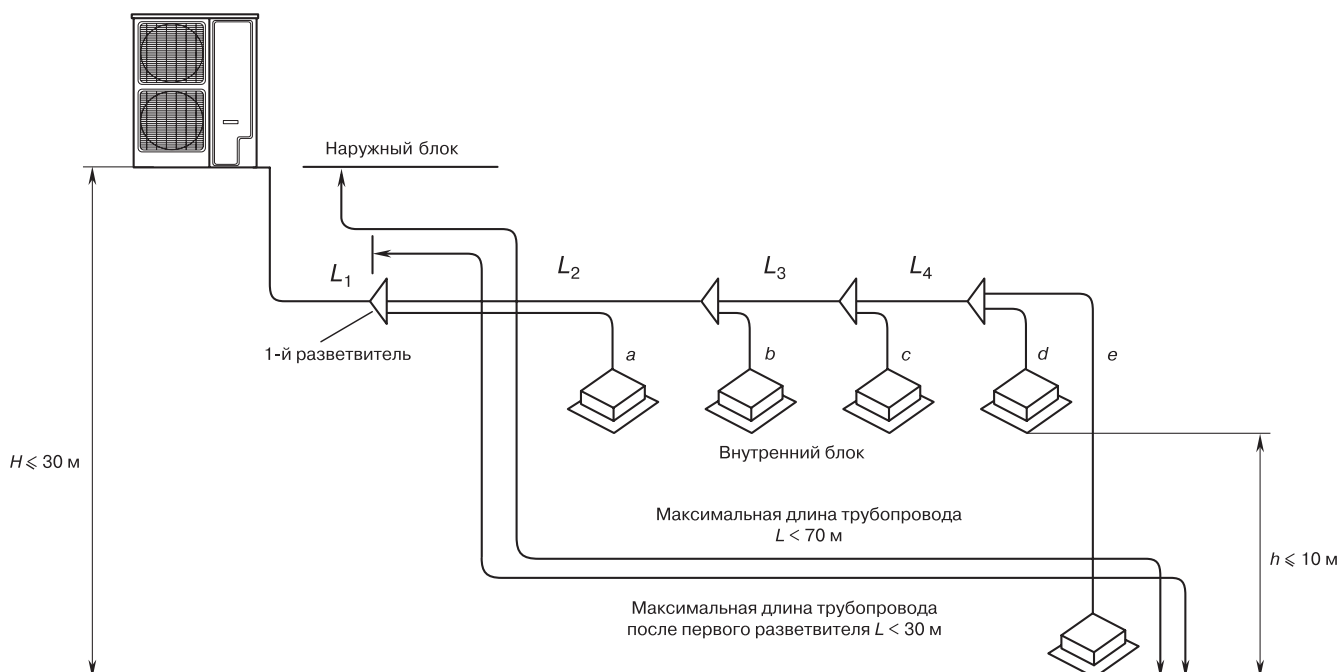 Наружный блок
L1
L2
L3
L4
1-й разветвитель
a
b
c
d
e
Внутренний блок
H ⩽ 30 м
Максимальная длина трубопровода
L < 70 м
h ⩽ 10 м
Максимальная длина трубопровода
после первого разветвителя L < 30 м